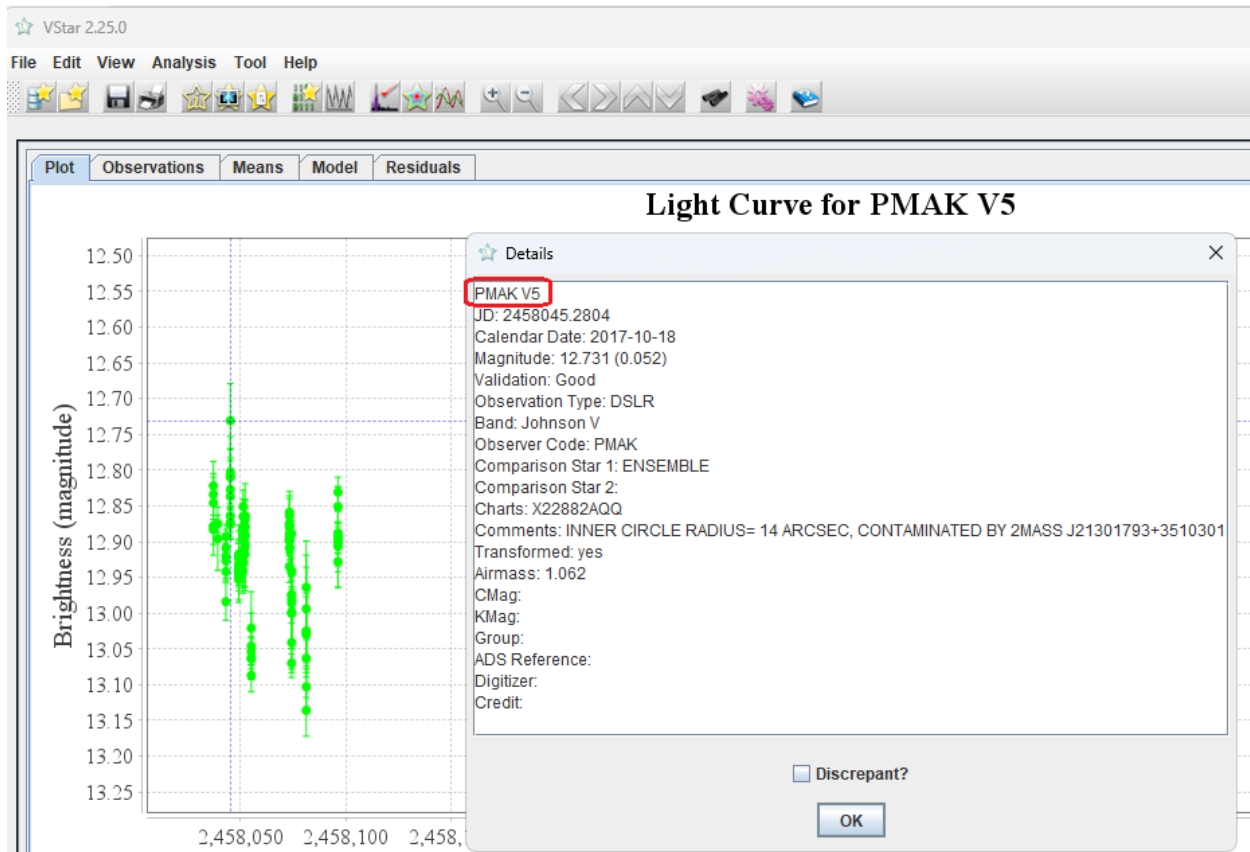 VStar 2.25.0
File Edit View Analysis Tool Help
Plot Observations Means Model Residuals
Light Curve for PMAK V5
Details
PMAK V5
JD: 2458045.2804
Calendar Date: 2017-10-18
Magnitude: 12.731 (0.052)
Validation: Good
Observation Type: DSLR
Band: Johnson V
Observer Code: PMAK
Comparison Star 1: ENSEMBLE
Comparison Star 2:
Charts: X22882AQQ
Comments: INNER CIRCLE RADIUS= 14 ARCSEC, CONTAMINATED BY 2MASS J21301793+3510301
Transformed: yes
Airmass: 1.062
CMag:
KMag:
Group:
ADS Reference:
Digitizer:
Credit:
Discrepant?
OK
Brightness (magnitude)
12.50
12.55
12.60
12.65
12.70
12.75
12.80
12.85
12.90
12.95
13.00
13.05
13.10
13.15
13.20
13.25
2,458,050 2,458,100 2,458,